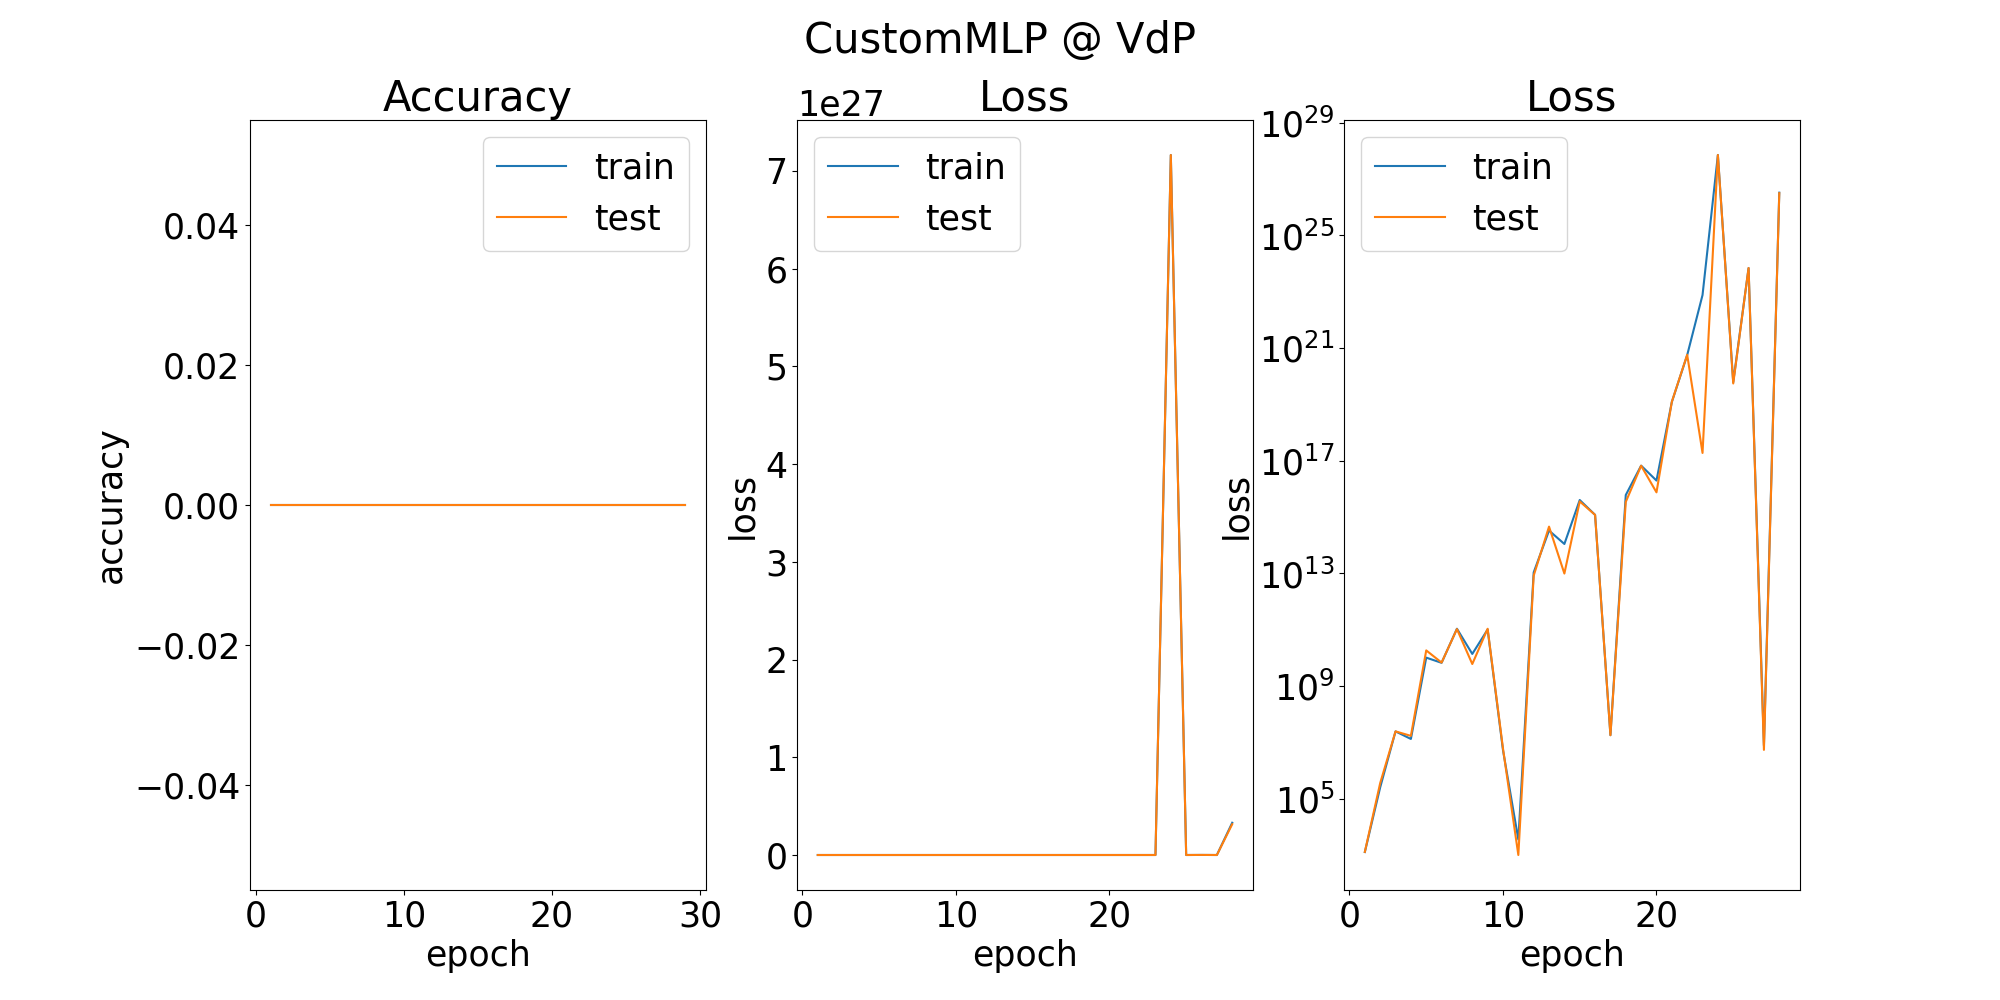 CustomMLP @ VdP
Accuracy
accuracy
0.04
0.02
0.00
−0.02
−0.04
0 10 20 30
epoch
train
test
Loss
1e27
loss
7
6
5
4
3
2
1
0
0 10 20
epoch
train
test
Loss
loss
10^29
10^25
10^21
10^17
10^13
10^9
10^5
0 10 20
epoch
train
test